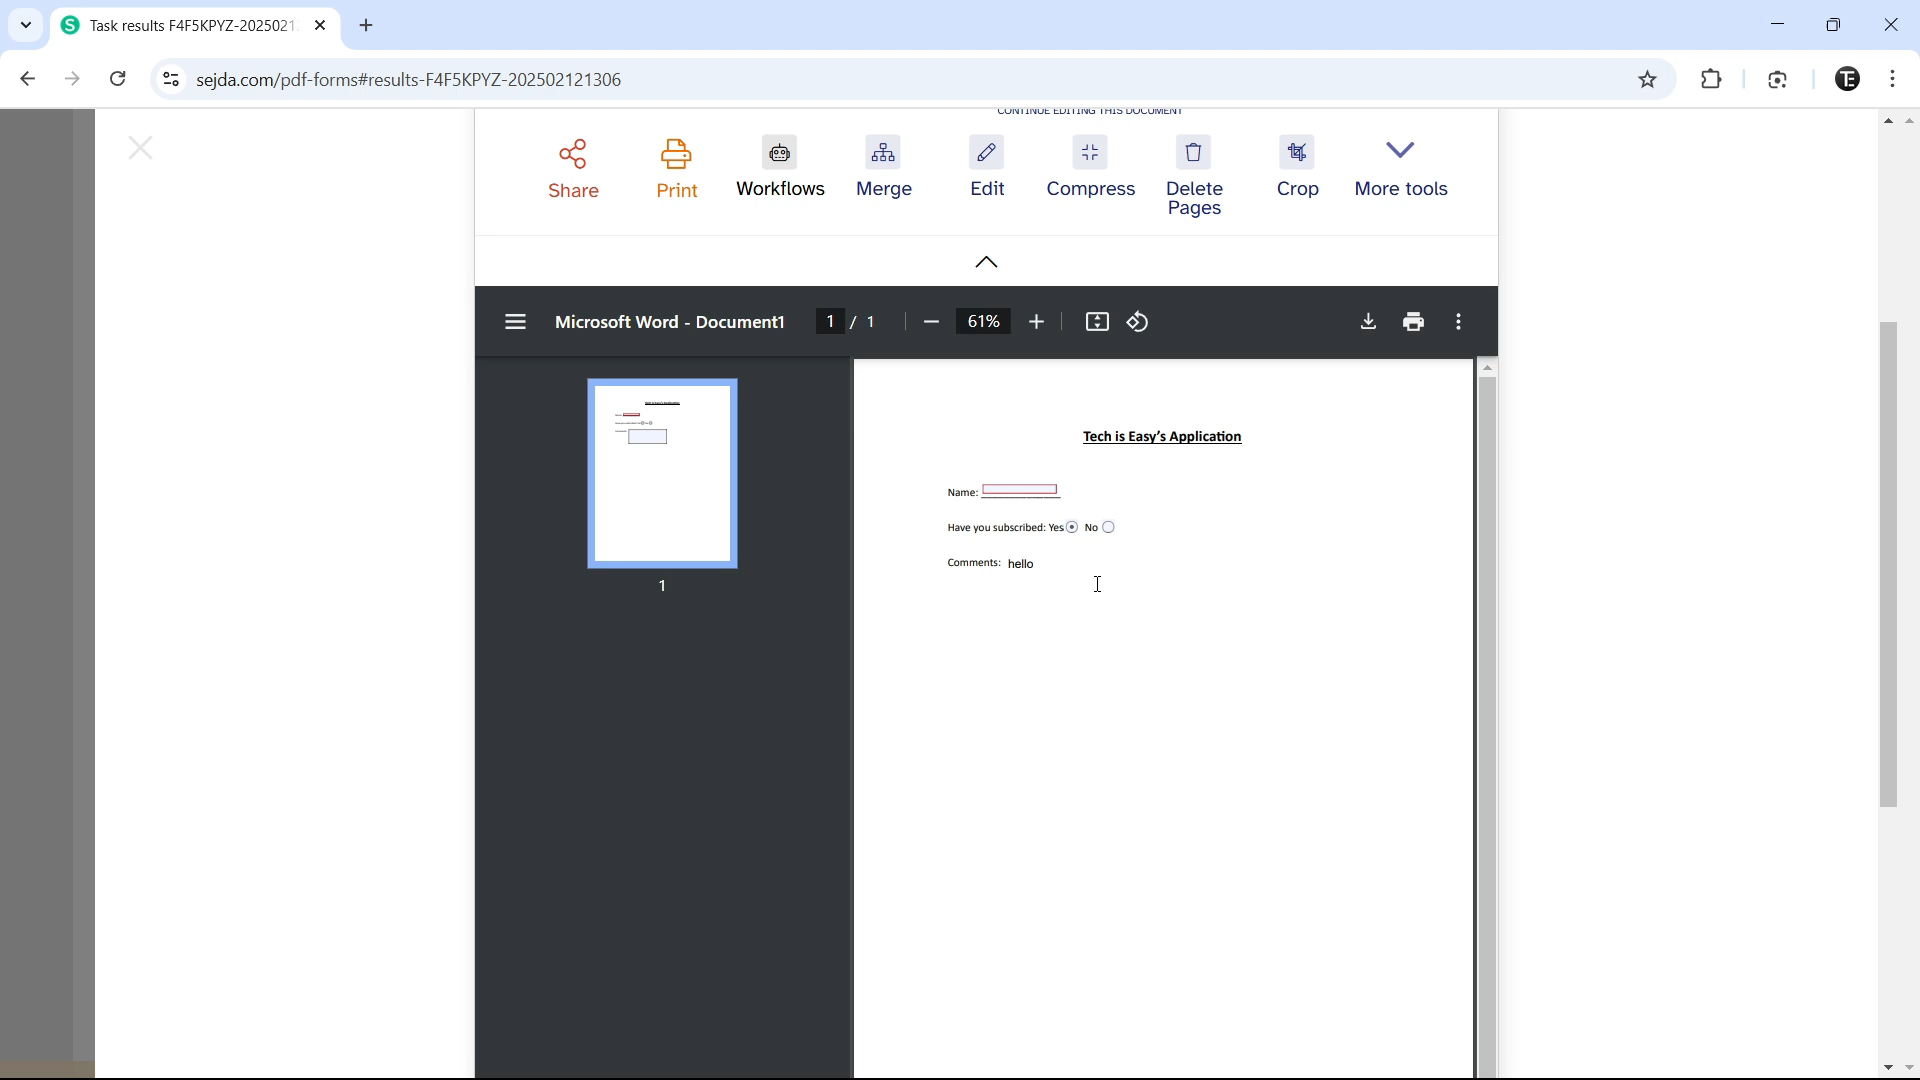 Task results F4F5KPYZ-2025021
sejda.com/pdf-forms#results-F4F5KPYZ-202502121306
TE
CONTINUE EDITING THIS DOCUMENT
Share
Print
Workflows
Merge
Edit
Compress
Delete
Pages
Crop
More tools
Microsoft Word - Document1
1 / 1
61%
1
Tech is Easy's Application
Name:
Have you subscribed: Yes No
Comments: hello